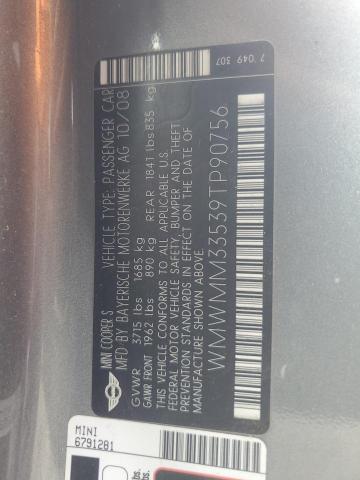 MINI COOPER S VEHICLE TYPE: PASSENGER CAR
MFD BY BAYERISCHE MOTORENWERKE AG 10/08
GVWR 3715 lbs 1685 kg
GAWR FRONT 1962 lbs 890 kg REAR 1841 lbs 835 kg
THIS VEHICLE CONFORMS TO ALL APPLICABLE U.S.
FEDERAL MOTOR VEHICLE SAFETY, BUMPER AND THEFT
PREVENTION STANDARDS IN EFFECT ON THE DATE OF
MANUFACTURE SHOWN ABOVE.
WMWMM33539TP90756
7 049 307
MINI
6791281